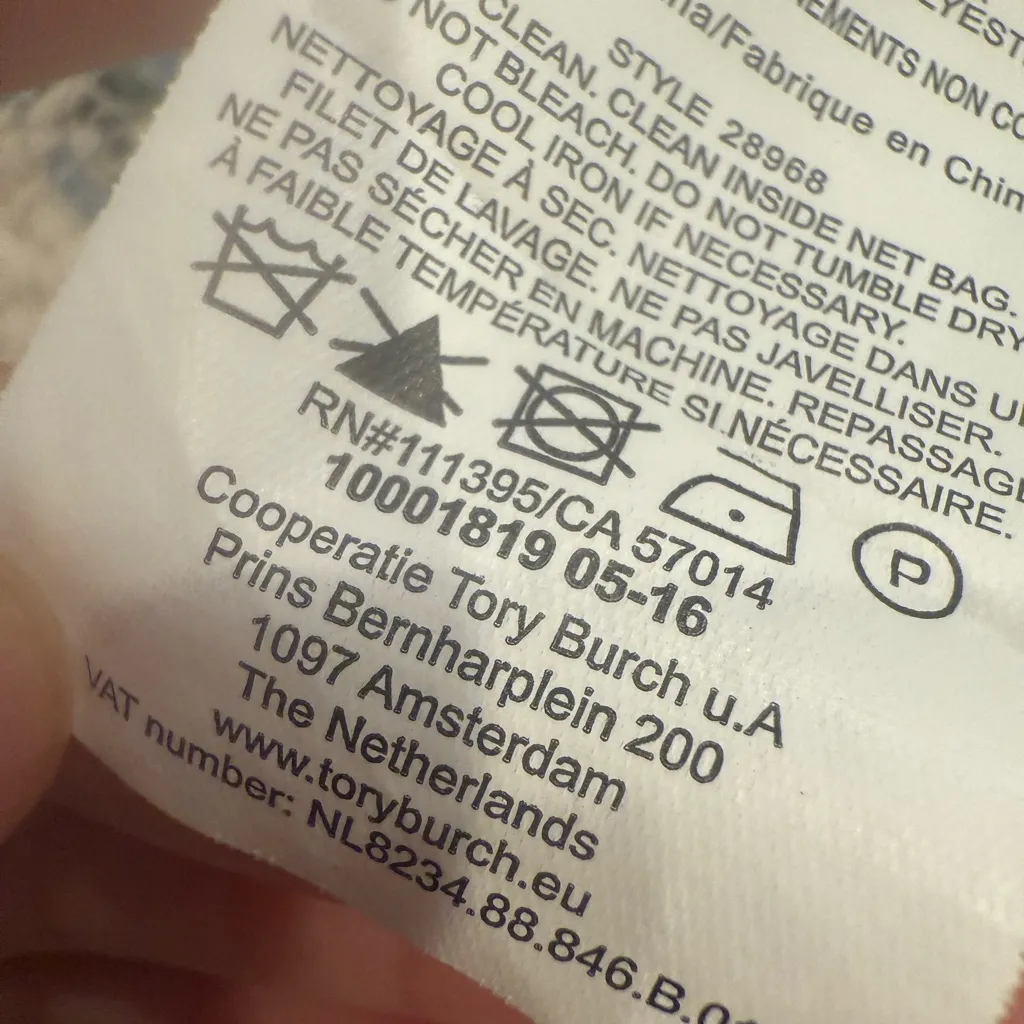 EMENTS NON
Fabrique en Chin
STYLE 28968
CLEAN. CLEAN INSIDE NET BAG.
NOT BLEACH. DO NOT TUMBLE DRY
COOL IRON IF NECESSARY.
NETTOYAGE À SEC. NETTOYAGE DANS
FILET DE LAVAGE. NE PAS JAVELLISER.
NE PAS SÉCHER EN MACHINE. REPASSAGE
À FAIBLE TEMPÉRATURE SI NÉCESSAIRE.
P
RN#111395/CA 57014
10001819 05-16
Cooperatie Tory Burch u.A
Prins Bernharplein 200
1097 Amsterdam
The Netherlands
www.toryburch.eu
VAT number: NL8234.88.846.B.0